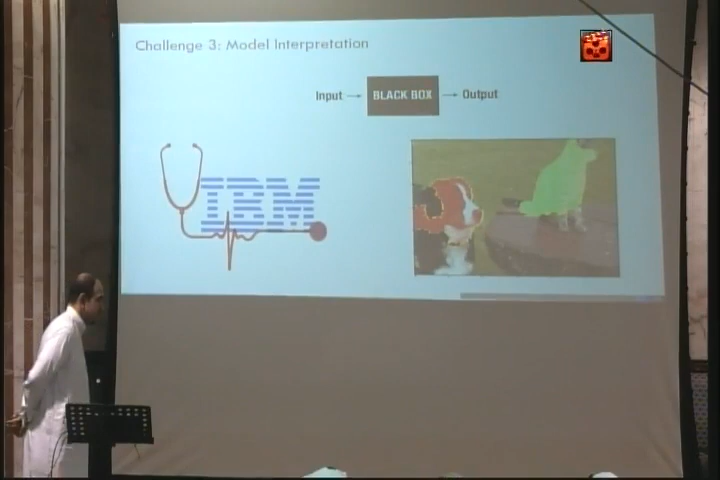 Challenge 3: Model Interpretation
Input → BLACK BOX → Output
IBM